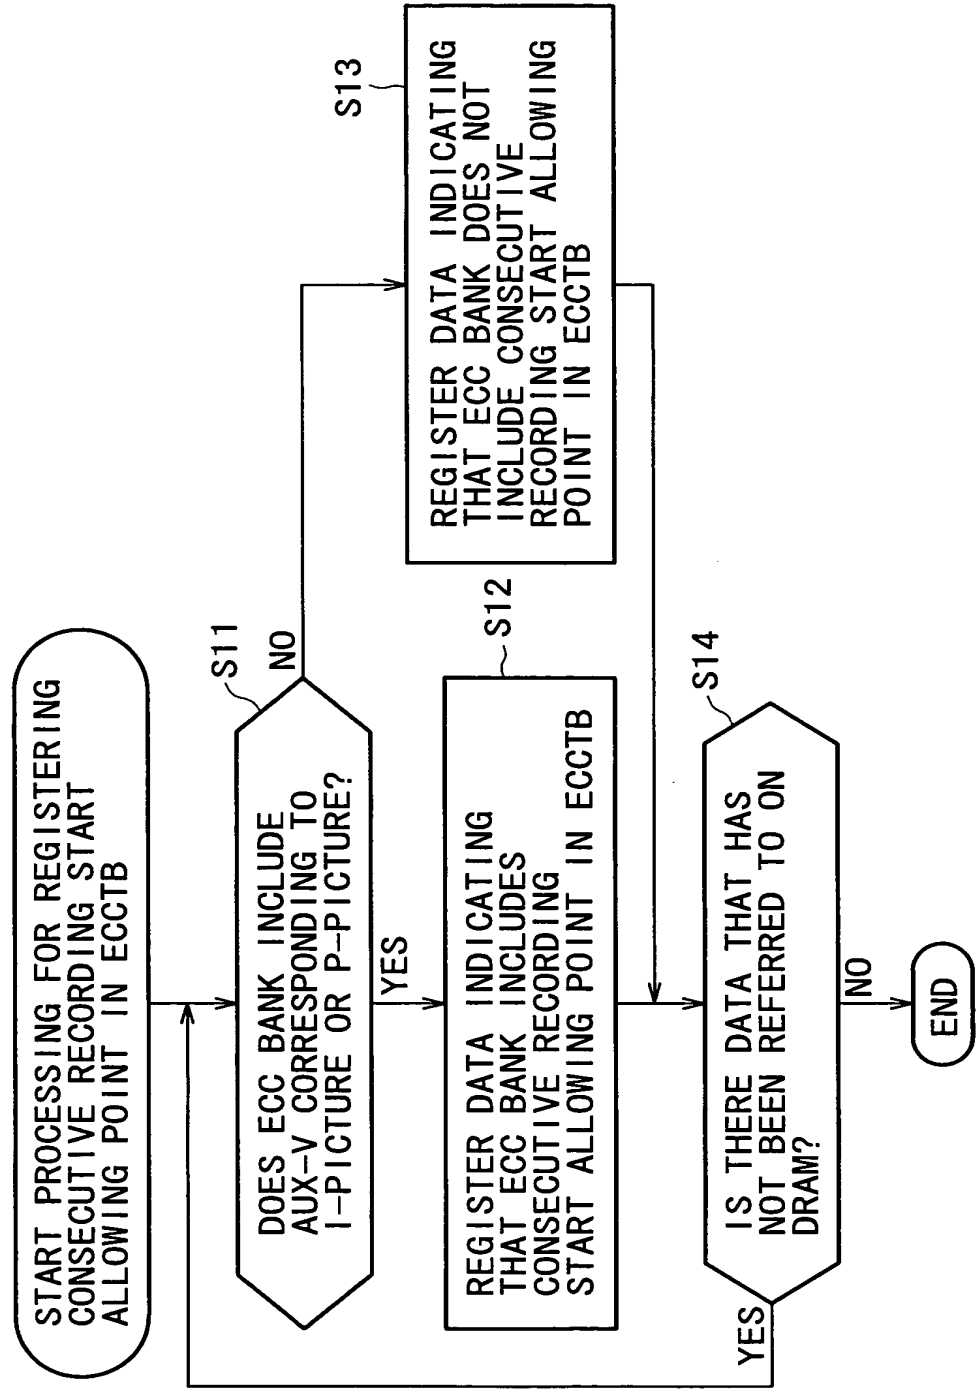 START PROCESSING FOR REGISTERING
CONSECUTIVE RECORDING START
ALLOWING POINT IN ECCTB
S11
DOES ECC BANK INCLUDE
AUX-V CORRESPONDING TO
I-PICTURE OR P-PICTURE?
NO
YES
S12
REGISTER DATA INDICATING
THAT ECC BANK INCLUDES
CONSECUTIVE RECORDING
START ALLOWING POINT IN ECCTB
S13
REGISTER DATA INDICATING
THAT ECC BANK DOES NOT
INCLUDE CONSECUTIVE
RECORDING START ALLOWING
POINT IN ECCTB
S14
IS THERE DATA THAT HAS
NOT BEEN REFERRED TO ON
DRAM?
YES
NO
END